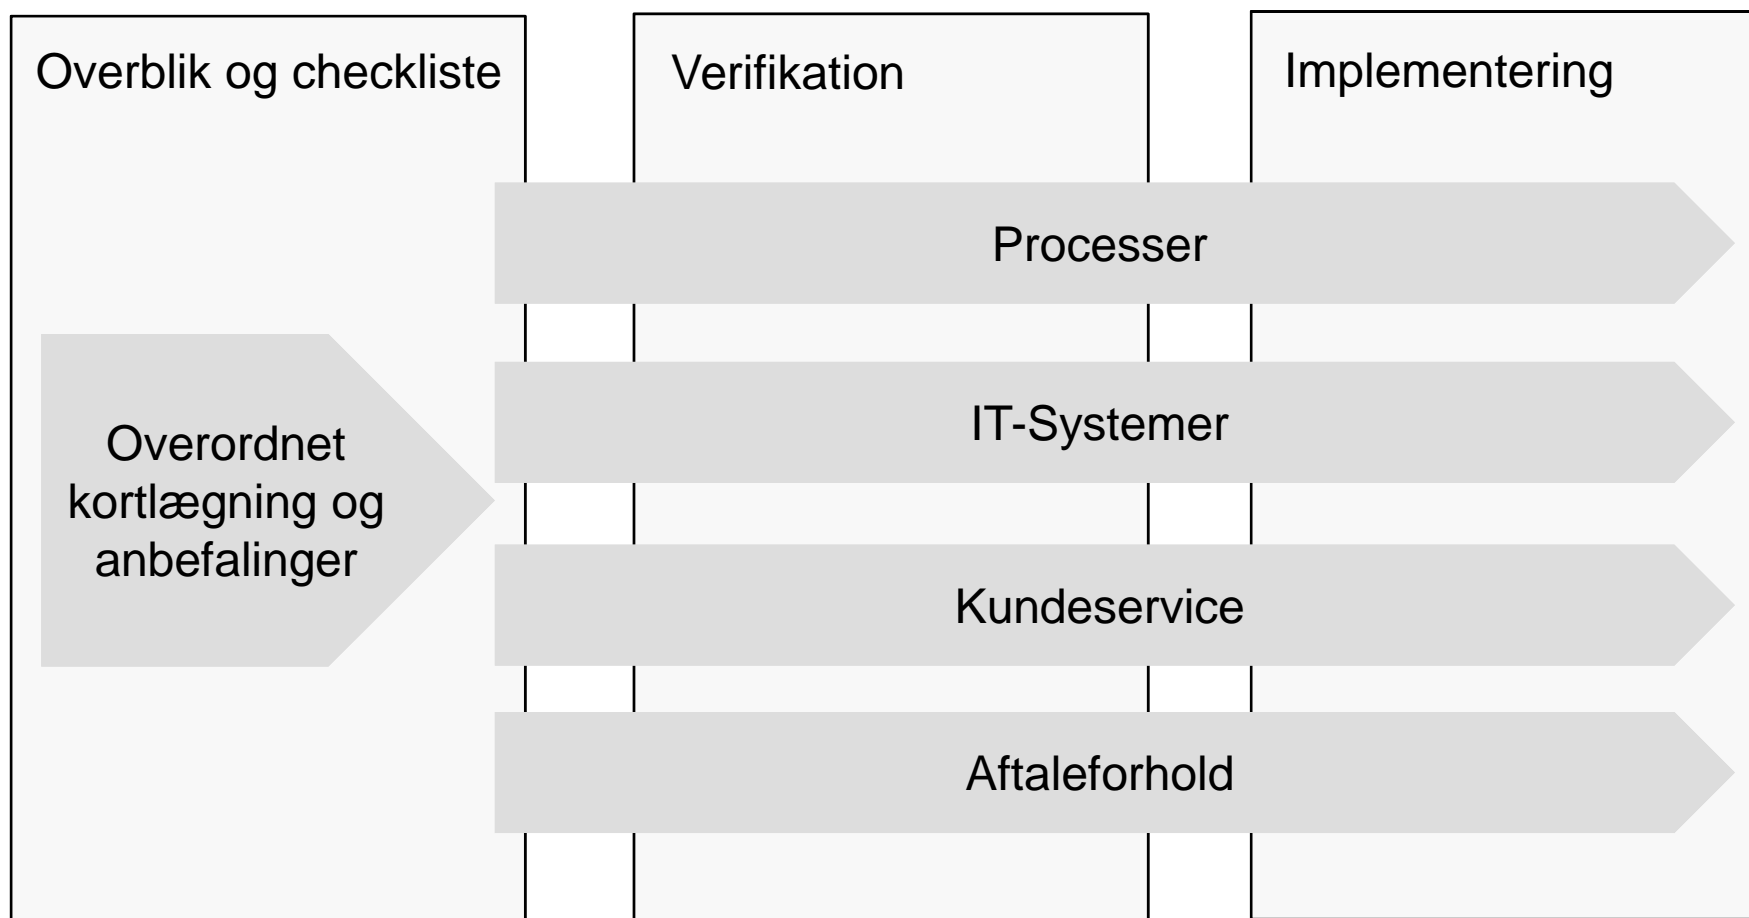 Overblik og checkliste
Verifikation
Implementering
Processer
IT-Systemer
Overordnet
kortlægning og
anbefalinger
Kundeservice
Aftaleforhold